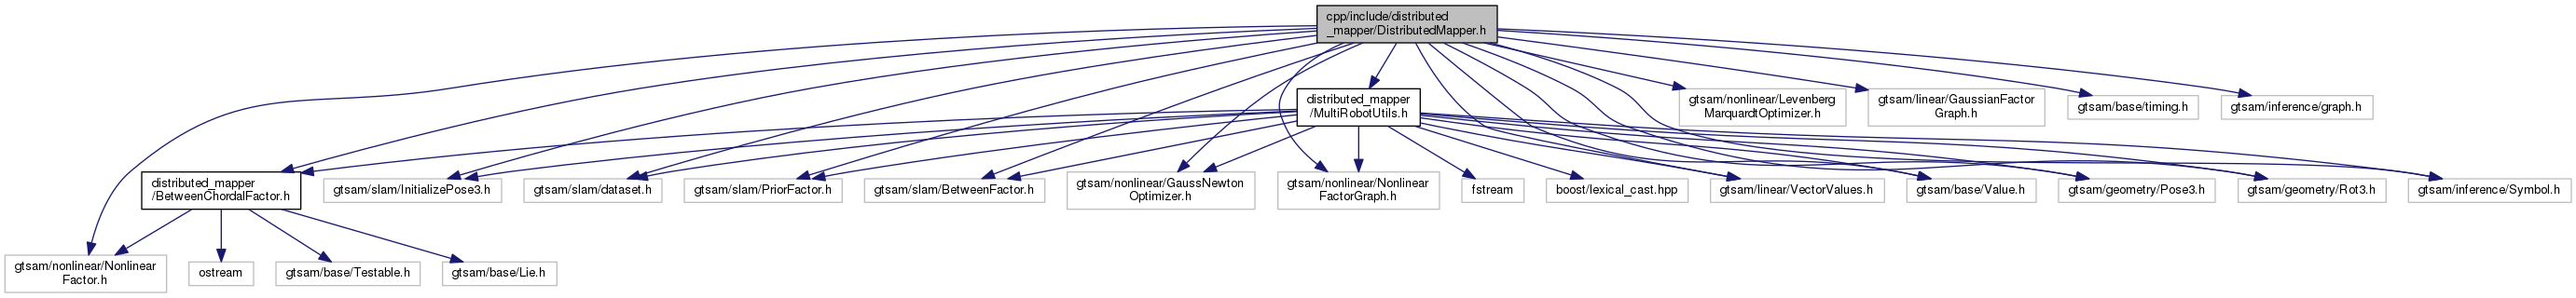 cpp/include/distributed
_mapper/DistributedMapper.h
distributed_mapper
/MultiRobotUtils.h
gtsam/nonlinear/Levenberg
MarquardtOptimizer.h
gtsam/linear/GaussianFactor
Graph.h
gtsam/base/timing.h
gtsam/inference/graph.h
distributed_mapper
/BetweenChordalFactor.h
gtsam/slam/InitializePose3.h
gtsam/slam/dataset.h
gtsam/slam/PriorFactor.h
gtsam/slam/BetweenFactor.h
gtsam/nonlinear/GaussNewton
Optimizer.h
gtsam/nonlinear/Nonlinear
FactorGraph.h
fstream
boost/lexical_cast.hpp
gtsam/linear/VectorValues.h
gtsam/base/Value.h
gtsam/geometry/Pose3.h
gtsam/geometry/Rot3.h
gtsam/inference/Symbol.h
gtsam/nonlinear/Nonlinear
Factor.h
ostream
gtsam/base/Testable.h
gtsam/base/Lie.h